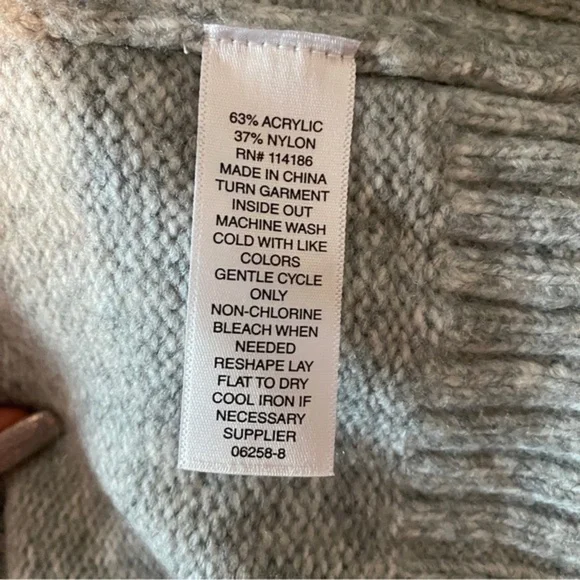 63% ACRYLIC
37% NYLON
RN# 114186
MADE IN CHINA
TURN GARMENT
INSIDE OUT
MACHINE WASH
COLD WITH LIKE
COLORS
GENTLE CYCLE
ONLY
NON-CHLORINE
BLEACH WHEN
NEEDED
RESHAPE LAY
FLAT TO DRY
COOL IRON IF
NECESSARY
SUPPLIER
06258-8